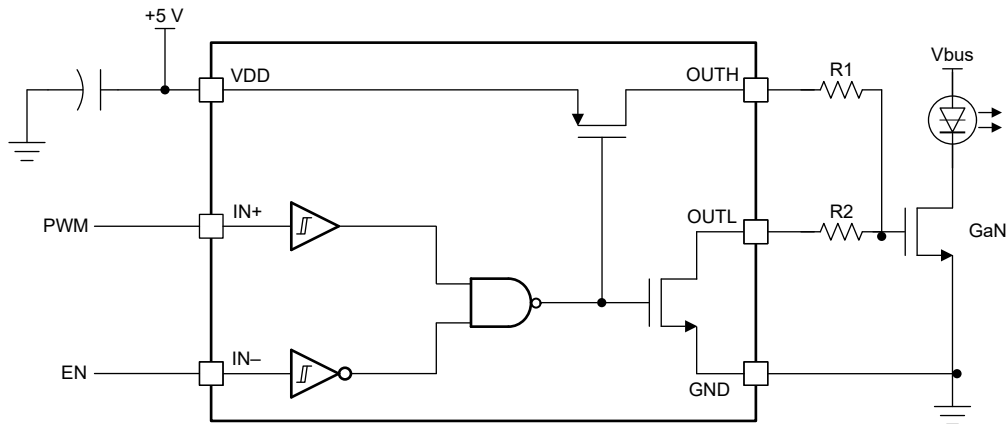 +5 V
VDD
OUTH
R1
Vbus
PWM
IN+
OUTL
R2
GaN
EN
IN–
GND